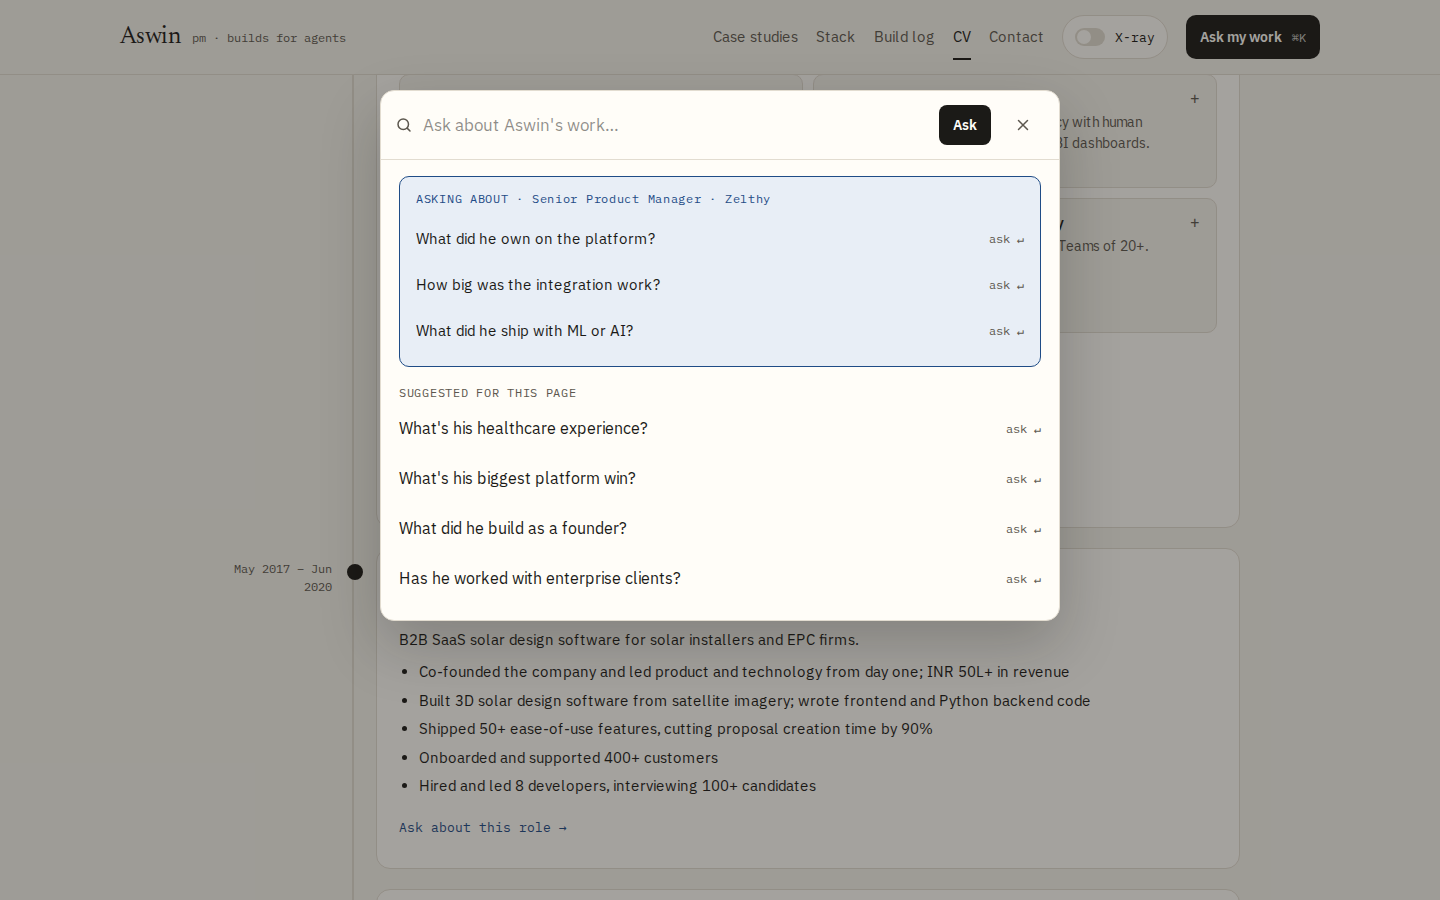 Aswin pm · builds for agents
Case studies Stack Build log CV Contact X-ray Ask my work ⌘K
Ask about Aswin's work... Ask
+
cy with human
BI dashboards.
ASKING ABOUT · Senior Product Manager · Zelthy
What did he own on the platform? ask ↵
+
Teams of 20+.
How big was the integration work? ask ↵
What did he ship with ML or AI? ask ↵
SUGGESTED FOR THIS PAGE
What's his healthcare experience? ask ↵
What's his biggest platform win? ask ↵
What did he build as a founder? ask ↵
Has he worked with enterprise clients? ask ↵
May 2017 – Jun
2020
B2B SaaS solar design software for solar installers and EPC firms.
• Co-founded the company and led product and technology from day one; INR 50L+ in revenue
• Built 3D solar design software from satellite imagery; wrote frontend and Python backend code
• Shipped 50+ ease-of-use features, cutting proposal creation time by 90%
• Onboarded and supported 400+ customers
• Hired and led 8 developers, interviewing 100+ candidates
Ask about this role →